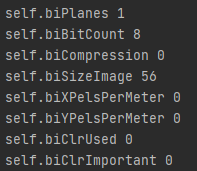 self.biPlanes 1
self.biBitCount 8
self.biCompression 0
self.biSizeImage 56
self.biXPelsPerMeter 0
self.biYPelsPerMeter 0
self.biClrUsed 0
self.biClrImportant 0